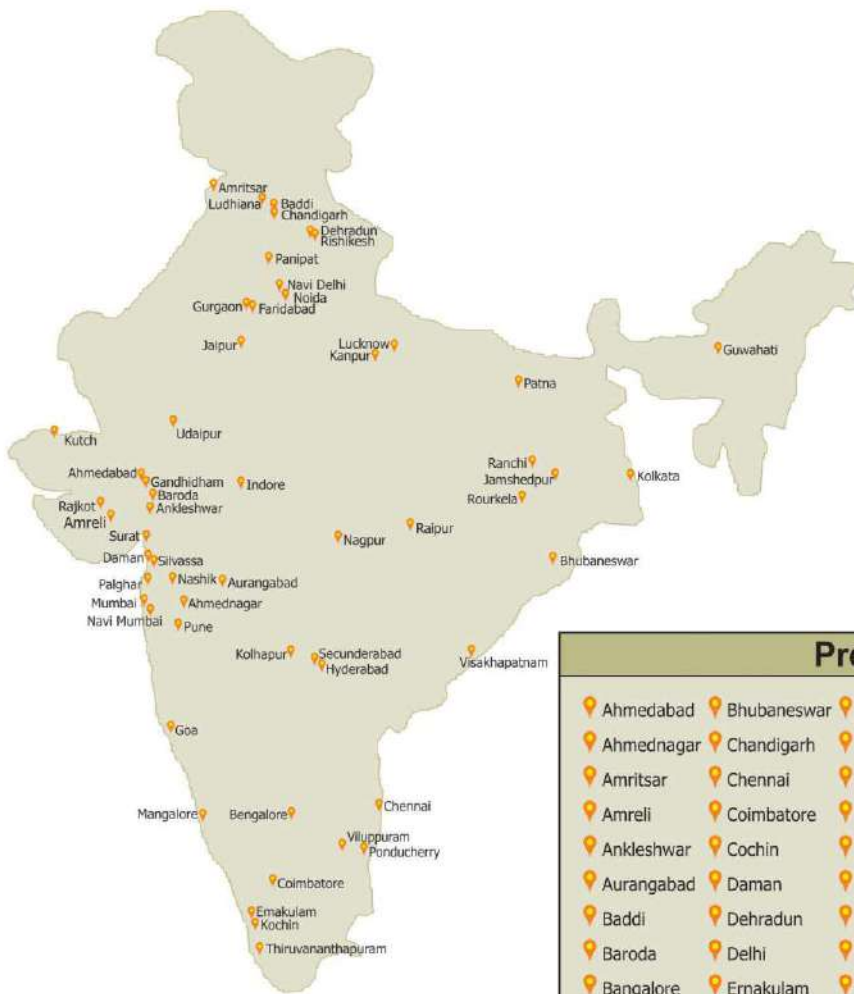 Amritsar
Ludhiana
Baddi
Chandigarh
Dehradun
Rishikesh
Panipat
Navi Delhi
Noida
Gurgaon
Faridabad
Jaipur
Lucknow
Kanpur
Guwahati
Patna
Kutch
Udaipur
Ahmedabad
Gandhidham
Indore
Ranchi
Jamshedpur
Kolkata
Baroda
Rourkela
Rajkot
Ankleshwar
Amreli
Raipur
Surat
Nagpur
Daman
Silvassa
Bhubaneswar
Palghar
Nashik
Aurangabad
Mumbai
Ahmednagar
Navi Mumbai
Pune
Kolhapur
Secunderabad
Hyderabad
Visakhapatnam
Goa
Mangalore
Bengalore
Chennai
Viluppuram
Ponducherry
Coimbatore
Ernakulam
Kochin
Thiruvananthapuram
Ahmedabad Bhubaneswar
Ahmednagar Chandigarh
Amritsar Chennai
Amreli Coimbatore
Ankleshwar Cochin
Aurangabad Daman
Baddi Dehradun
Baroda Delhi
Bangalore Ernakulam